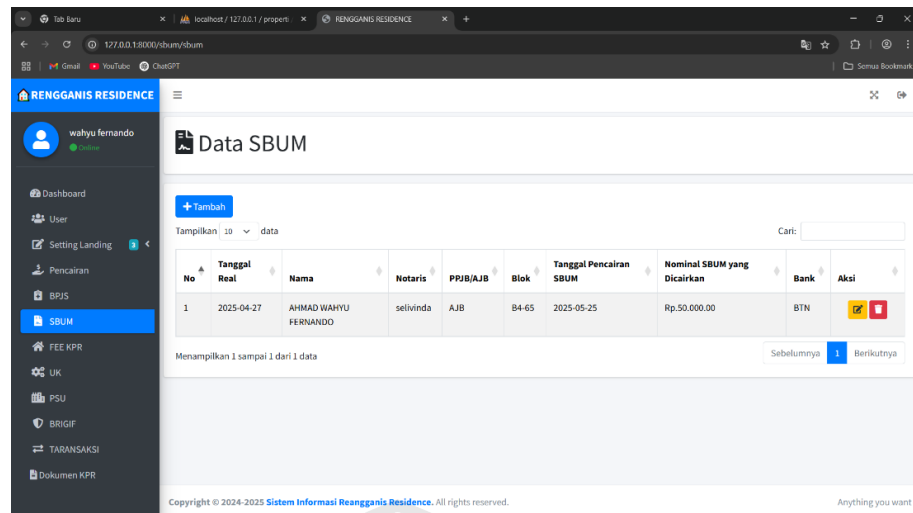 Tab Baru
localhost / 127.0.0.1 / properti
RENGGANIS RESIDENCE
127.0.0.1:8000/sbum/sbum
Gmail YouTube ChatGPT Semua Bookmark
RENGGANIS RESIDENCE
wahyu fernando
Online
Dashboard
User
Setting Landing 3
Pencairan
BPJS
SBUM
FEE KPR
UK
PSU
BRIGIF
TARANSAKSI
Dokumen KPR
Data SBUM
Tambah
Tampilkan 10 data Cari:
No Tanggal Real Nama Notaris PPJB/AJB Blok Tanggal Pencairan SBUM Nominal SBUM yang Dicairkan Bank Aksi
1 2025-04-27 AHMAD WAHYU FERNANDO selivinda AJB B4-65 2025-05-25 Rp.50.000.00 BTN
Menampilkan 1 sampai 1 dari 1 data Sebelumnya 1 Berikutnya
Copyright © 2024-2025 Sistem Informasi Reangganis Residence. All rights reserved. Anything you want